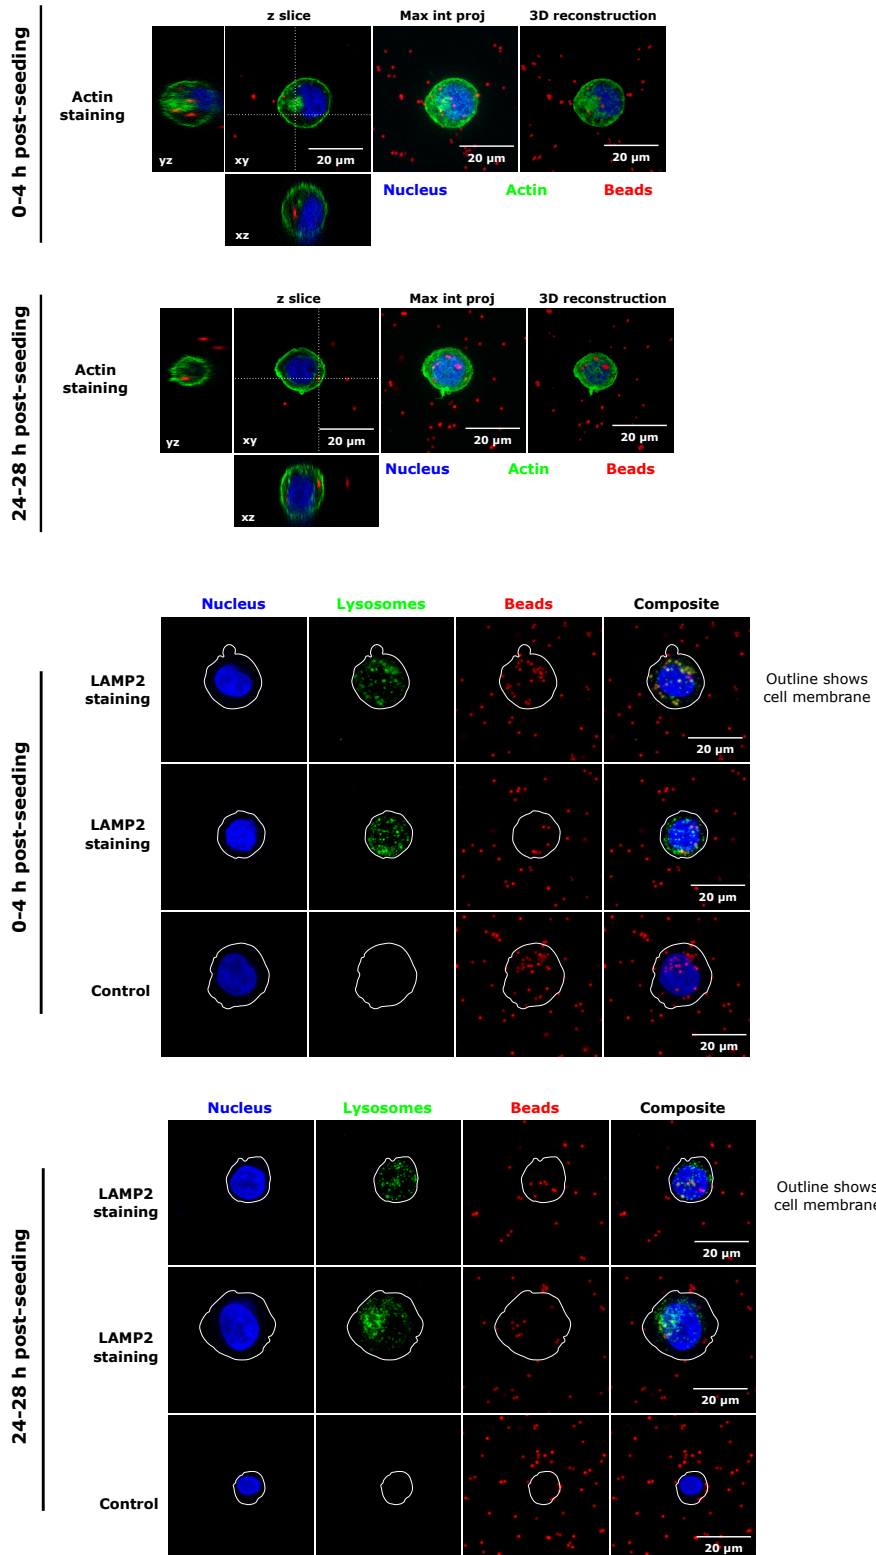 0–4 h post-seeding
Actin
staining
z slice
Max int proj
3D reconstruction
yz
xy
20 μm
20 μm
20 μm
xz
Nucleus
Actin
Beads
24–28 h post-seeding
Actin
staining
z slice
Max int proj
3D reconstruction
yz
xy
20 μm
20 μm
20 μm
xz
Nucleus
Actin
Beads
0–4 h post-seeding
Nucleus
Lysosomes
Beads
Composite
LAMP2
staining
20 μm
Outline shows
cell membrane
LAMP2
staining
20 μm
Control
20 μm
24–28 h post-seeding
Nucleus
Lysosomes
Beads
Composite
LAMP2
staining
20 μm
Outline shows
cell membrane
LAMP2
staining
20 μm
Control
20 μm